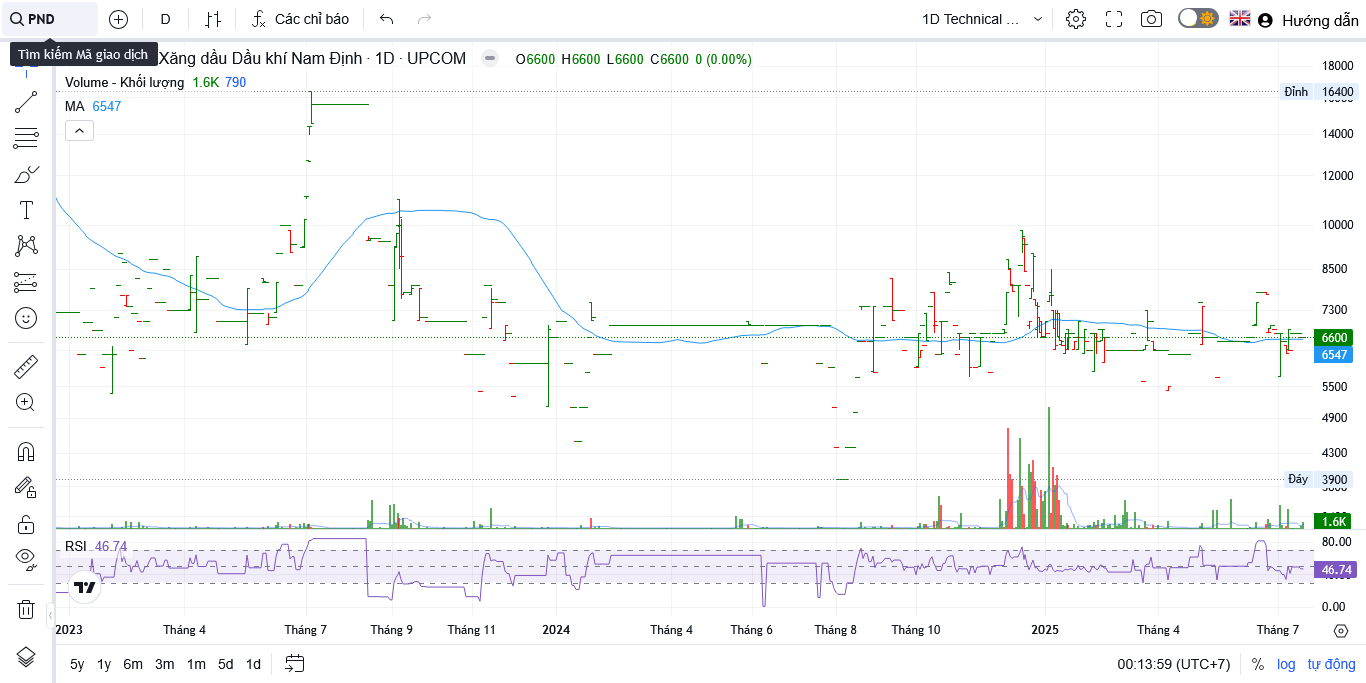 PND
D
Các chỉ báo
1D Technical ...
Hướng dẫn
Tìm kiếm Mã giao dịch
Xăng dầu Dầu khí Nam Định · 1D · UPCOM
O6600 H6600 L6600 C6600 0 (0.00%)
Volume - Khối lượng 1.6K 790
MA 6547
18000
Đỉnh 16400
14000
12000
10000
8500
7300
6600
6547
5500
4900
4300
Đáy 3900
1.6K
RSI 46.74
80.00
46.74
0.00
2023 Tháng 4 Tháng 7 Tháng 9 Tháng 11 2024 Tháng 4 Tháng 6 Tháng 8 Tháng 10 2025 Tháng 4 Tháng 7
5y 1y 6m 3m 1m 5d 1d
00:13:59 (UTC+7) % log tự động